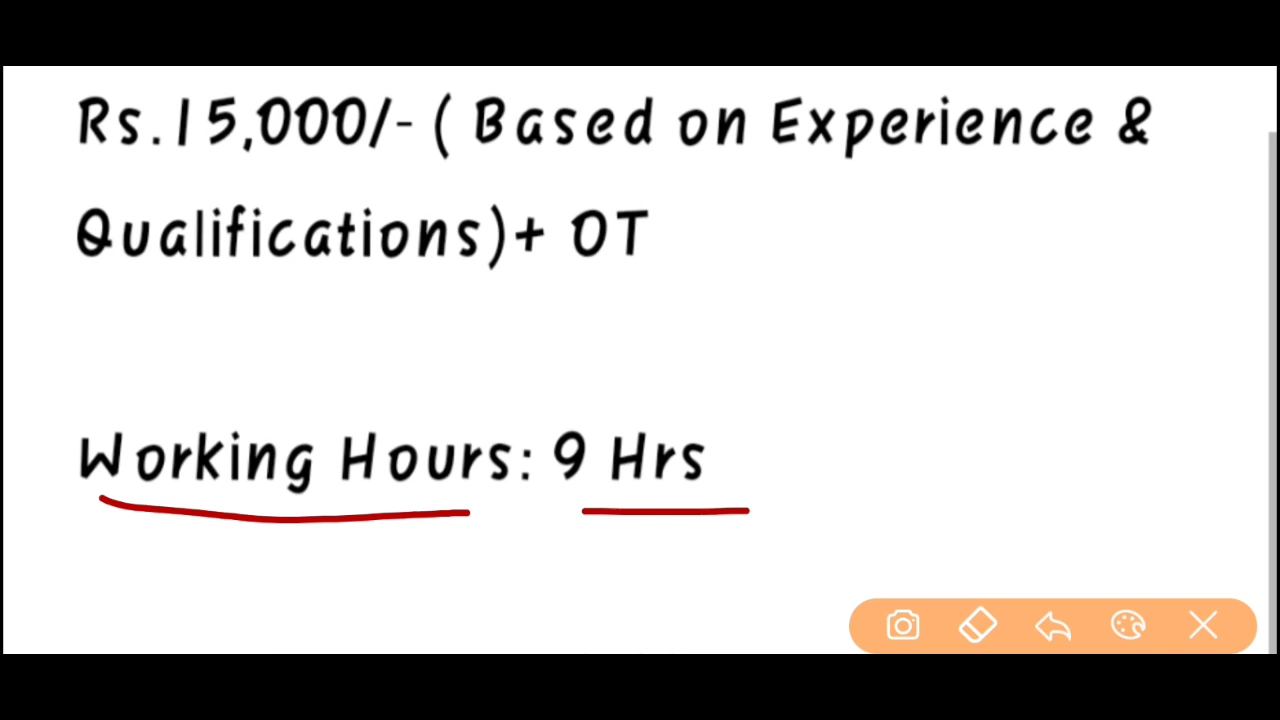 Rs.15,000/- ( Based on Experience &
Qualifications)+ OT
Working Hours: 9 Hrs